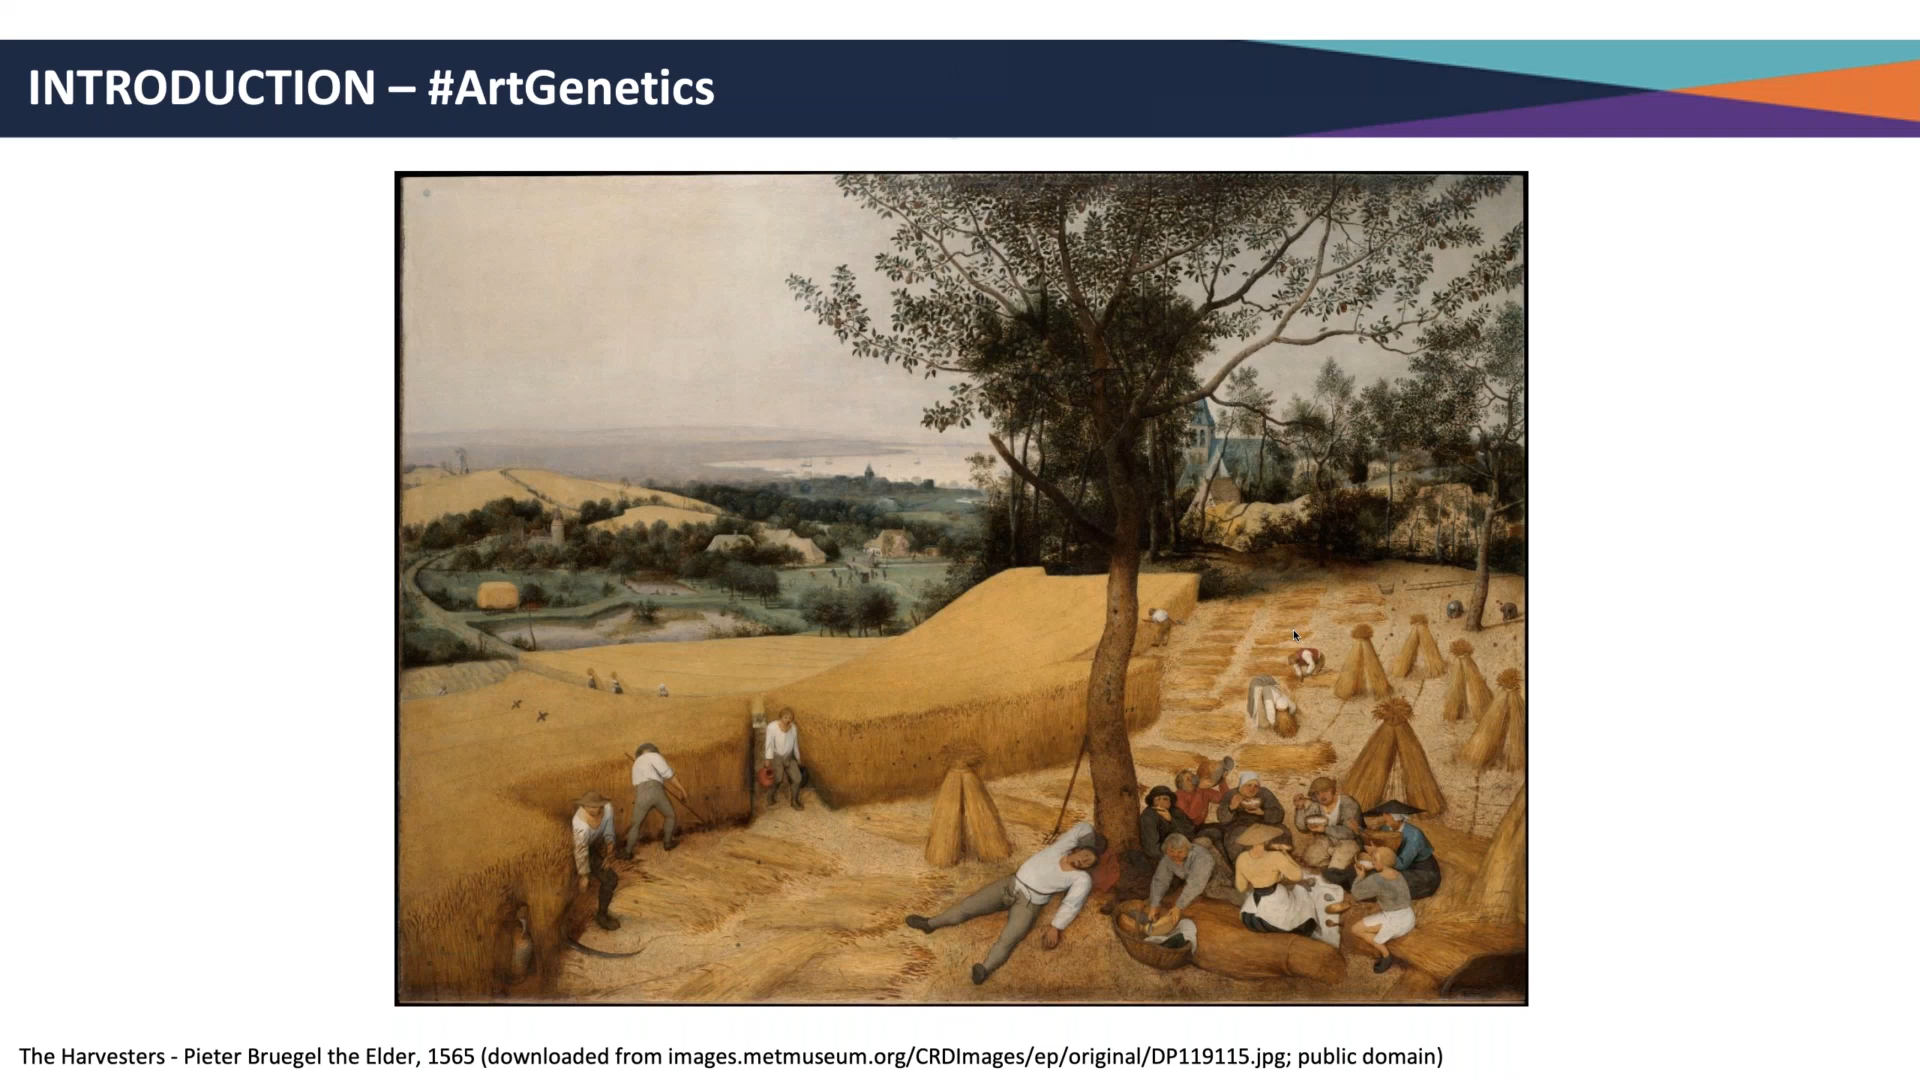 INTRODUCTION – #ArtGenetics
The Harvesters - Pieter Bruegel the Elder, 1565 (downloaded from images.metmuseum.org/CRDImages/ep/original/DP119115.jpg; public domain)